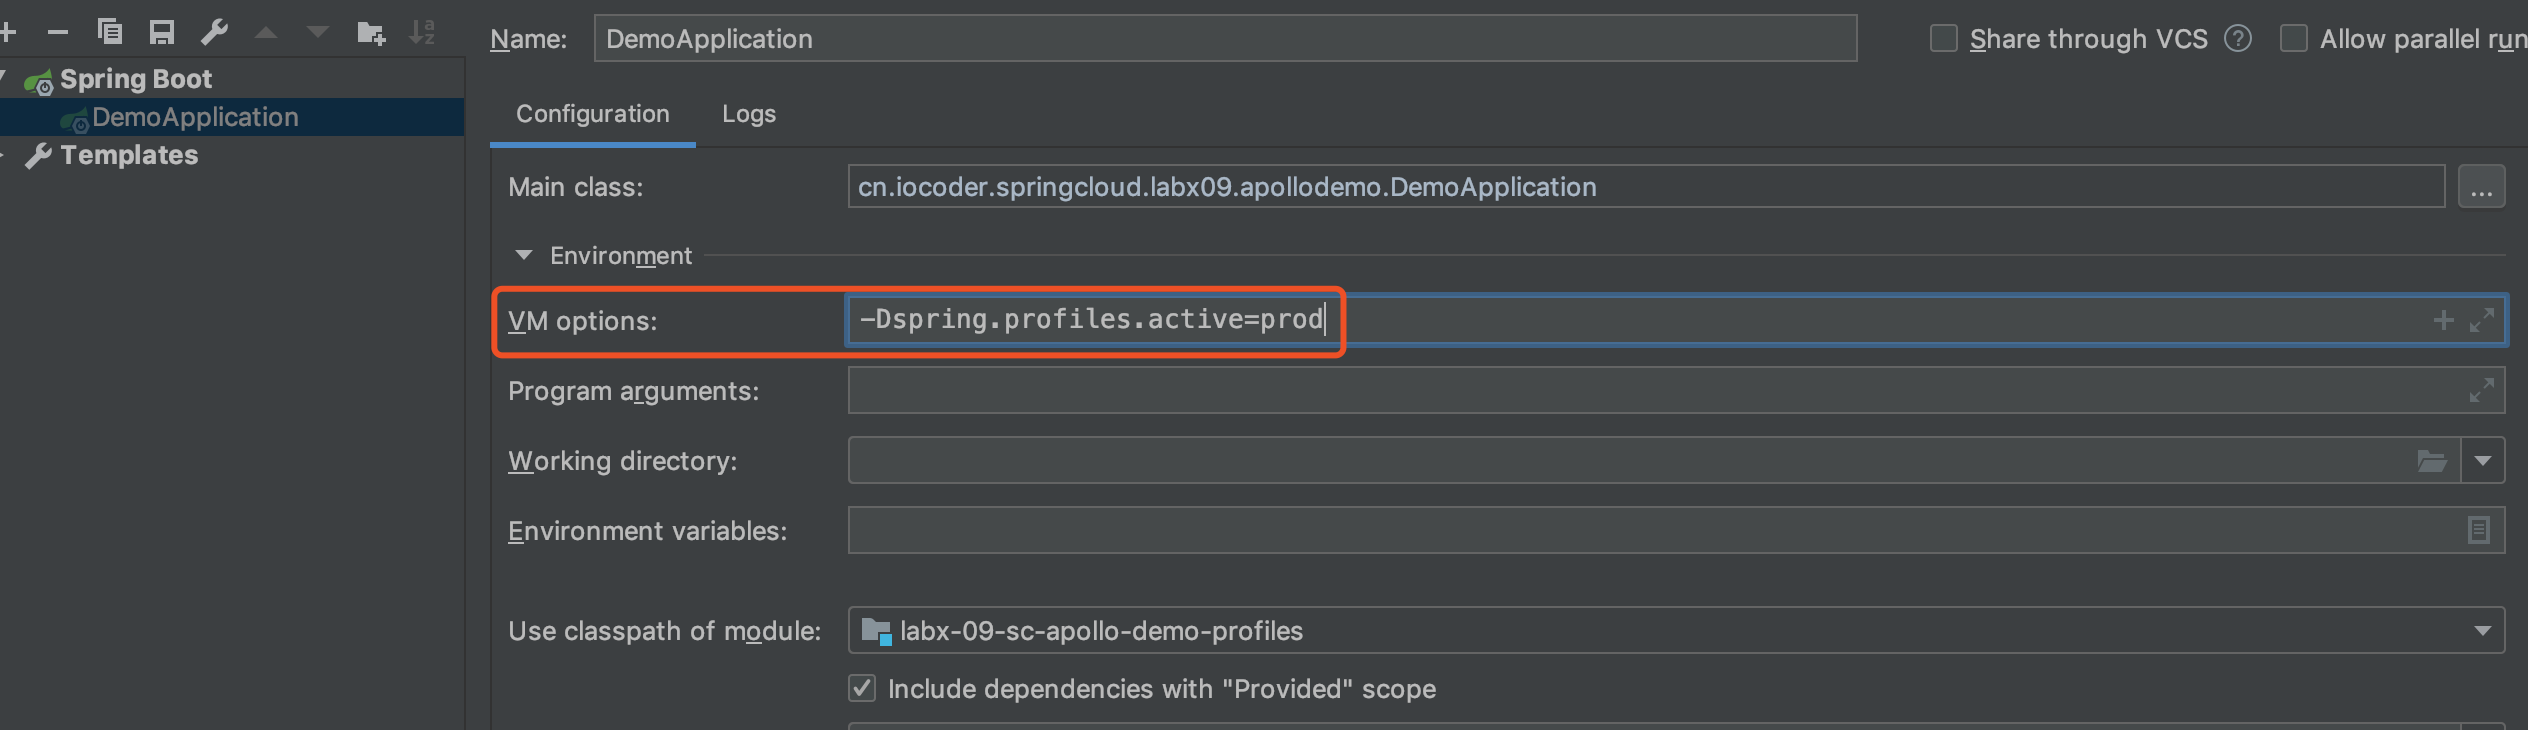 Name: DemoApplication Share through VCS ? Allow parallel run
Spring Boot
DemoApplication
Templates
Configuration Logs
Main class: cn.iocoder.springcloud.labx09.apollodemo.DemoApplication ...
Environment
VM options: -Dspring.profiles.active=prod
Program arguments:
Working directory:
Environment variables:
Use classpath of module: labx-09-sc-apollo-demo-profiles
Include dependencies with "Provided" scope